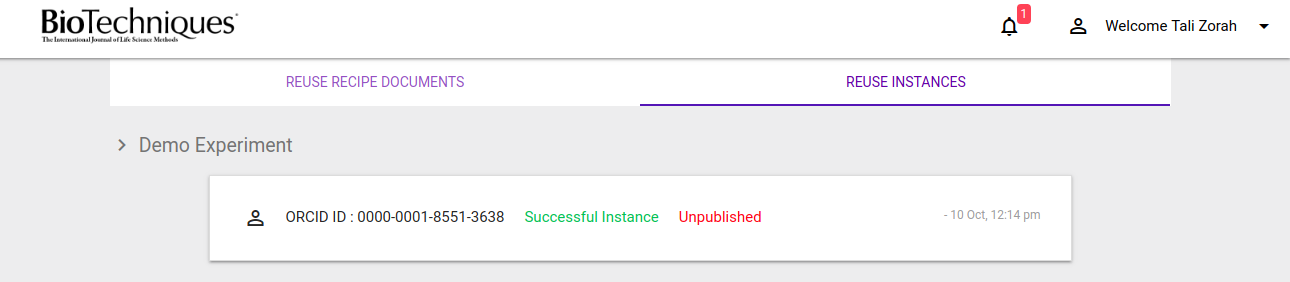 BioTechniques®
The International Journal of Life Science Methods
1
Welcome Tali Zorah
REUSE RECIPE DOCUMENTS
REUSE INSTANCES
Demo Experiment
ORCID ID : 0000-0001-8551-3638 Successful Instance Unpublished - 10 Oct, 12:14 pm